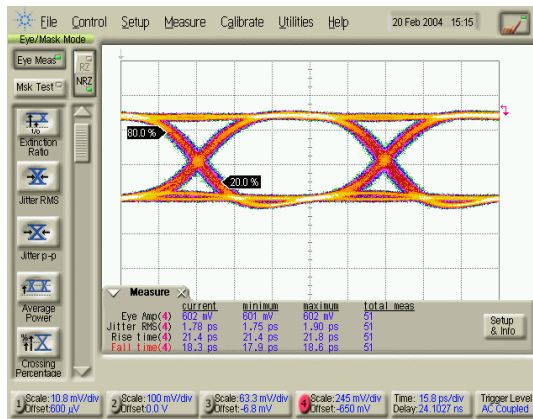 File Control Setup Measure Calibrate Utilities Help 20 Feb 2004 15:15
Eye/Mask Mode
Eye Meas
RZ
Msk Test
NRZ
80.0 %
20.0 %
Extinction
Ratio
Jitter RMS
Jitter p-p
Average
Power
Crossing
Percentage
Measure
current minimum maximum total meas
Eye Amp(4) 602 mV 601 mV 602 mV 51
Jitter RMS(4) 1.78 ps 1.75 ps 1.90 ps 51
Rise time(4) 21.4 ps 21.4 ps 21.8 ps 51
Fall time(4) 18.3 ps 17.9 ps 18.6 ps 51
Setup
& Info
1 Scale:10.8 mV/div
Offset:600 µV
2 Scale:100 mV/div
Offset:0.0 V
3 Scale:63.3 mV/div
Offset:-6.8 mV
4 Scale:245 mV/div
Offset:-650 mV
Time: 15.8 ps/div
Delay:24.1027 ns
Trigger Level
AC Coupled